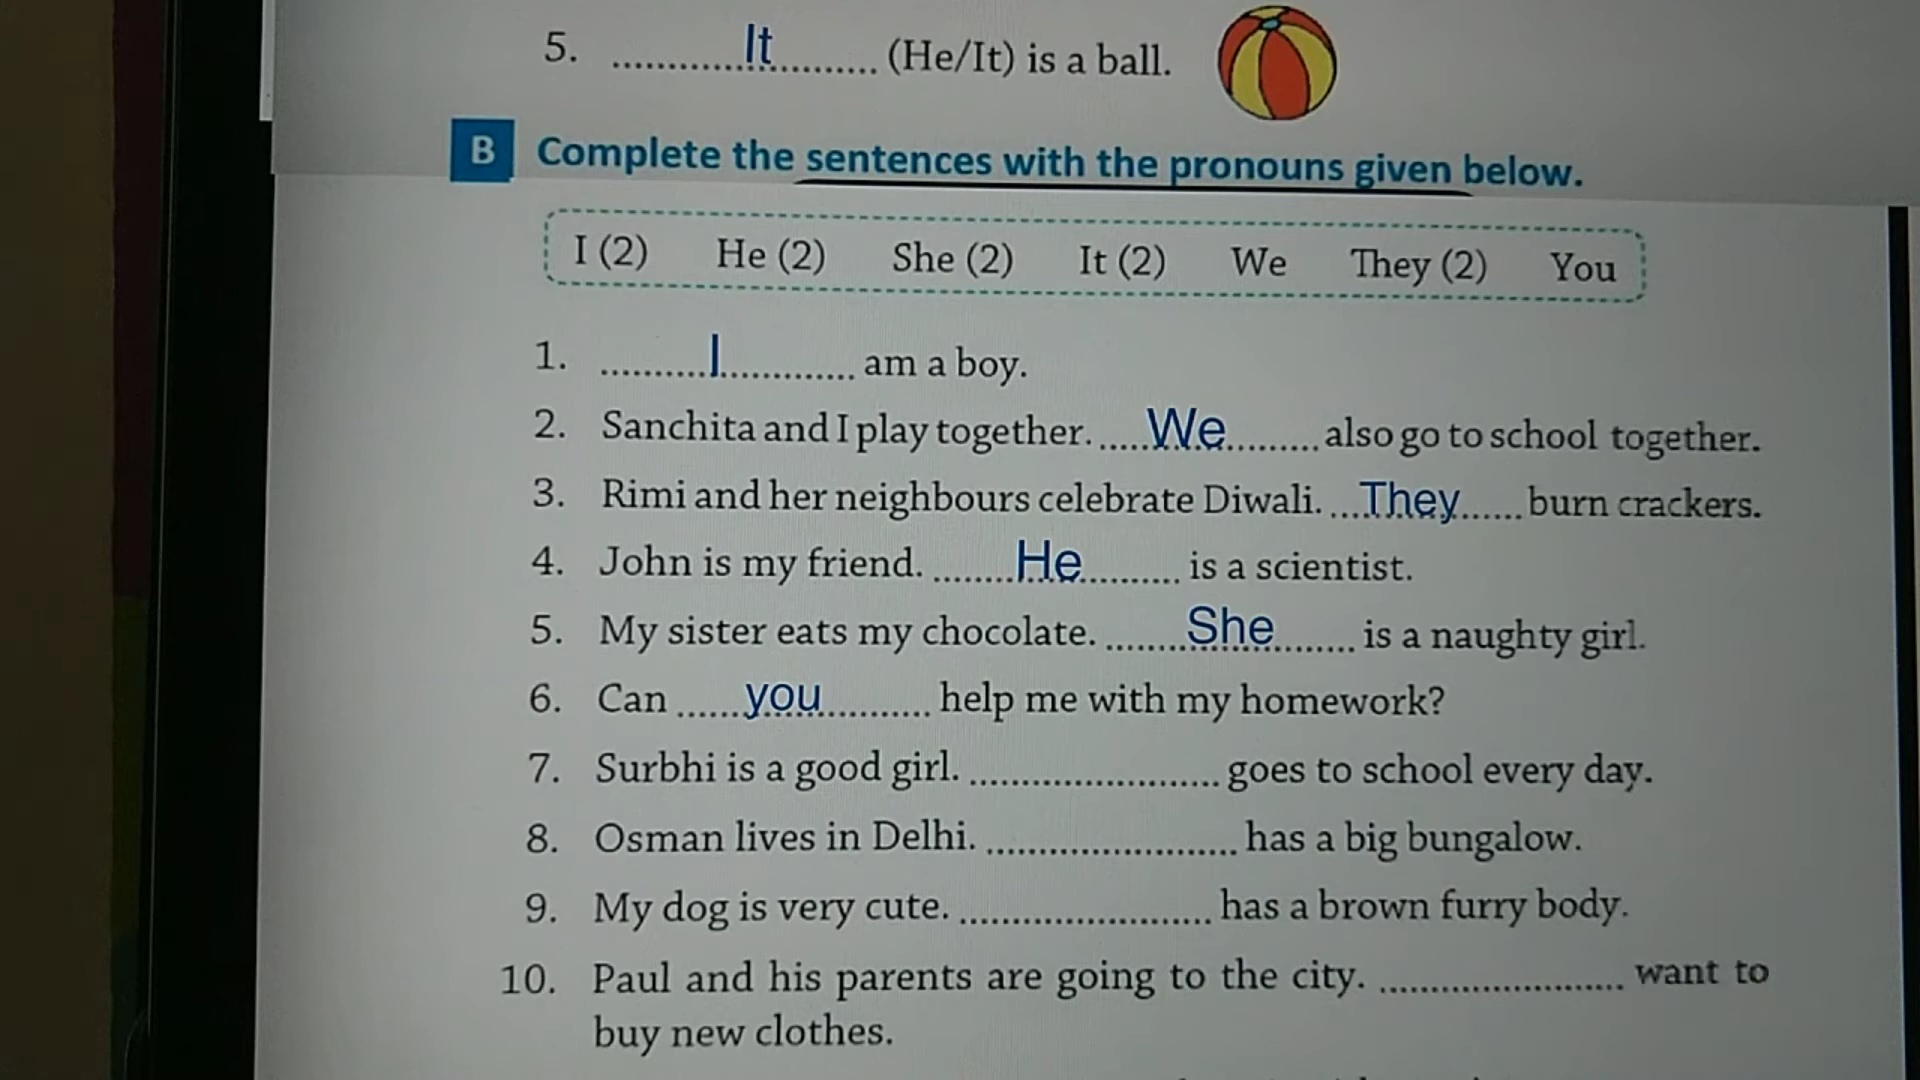 5. ..........It.......... (He/It) is a ball.
B Complete the sentences with the pronouns given below.
I (2) He (2) She (2) It (2) We They (2) You
1. ..........I............. am a boy.
2. Sanchita and I play together. .....We......... also go to school together.
3. Rimi and her neighbours celebrate Diwali. ...They...... burn crackers.
4. John is my friend. ........He.......... is a scientist.
5. My sister eats my chocolate. ........She........ is a naughty girl.
6. Can ......you........... help me with my homework?
7. Surbhi is a good girl. ......................... goes to school every day.
8. Osman lives in Delhi. ......................... has a big bungalow.
9. My dog is very cute. ......................... has a brown furry body.
10. Paul and his parents are going to the city. ........................ want to
buy new clothes.